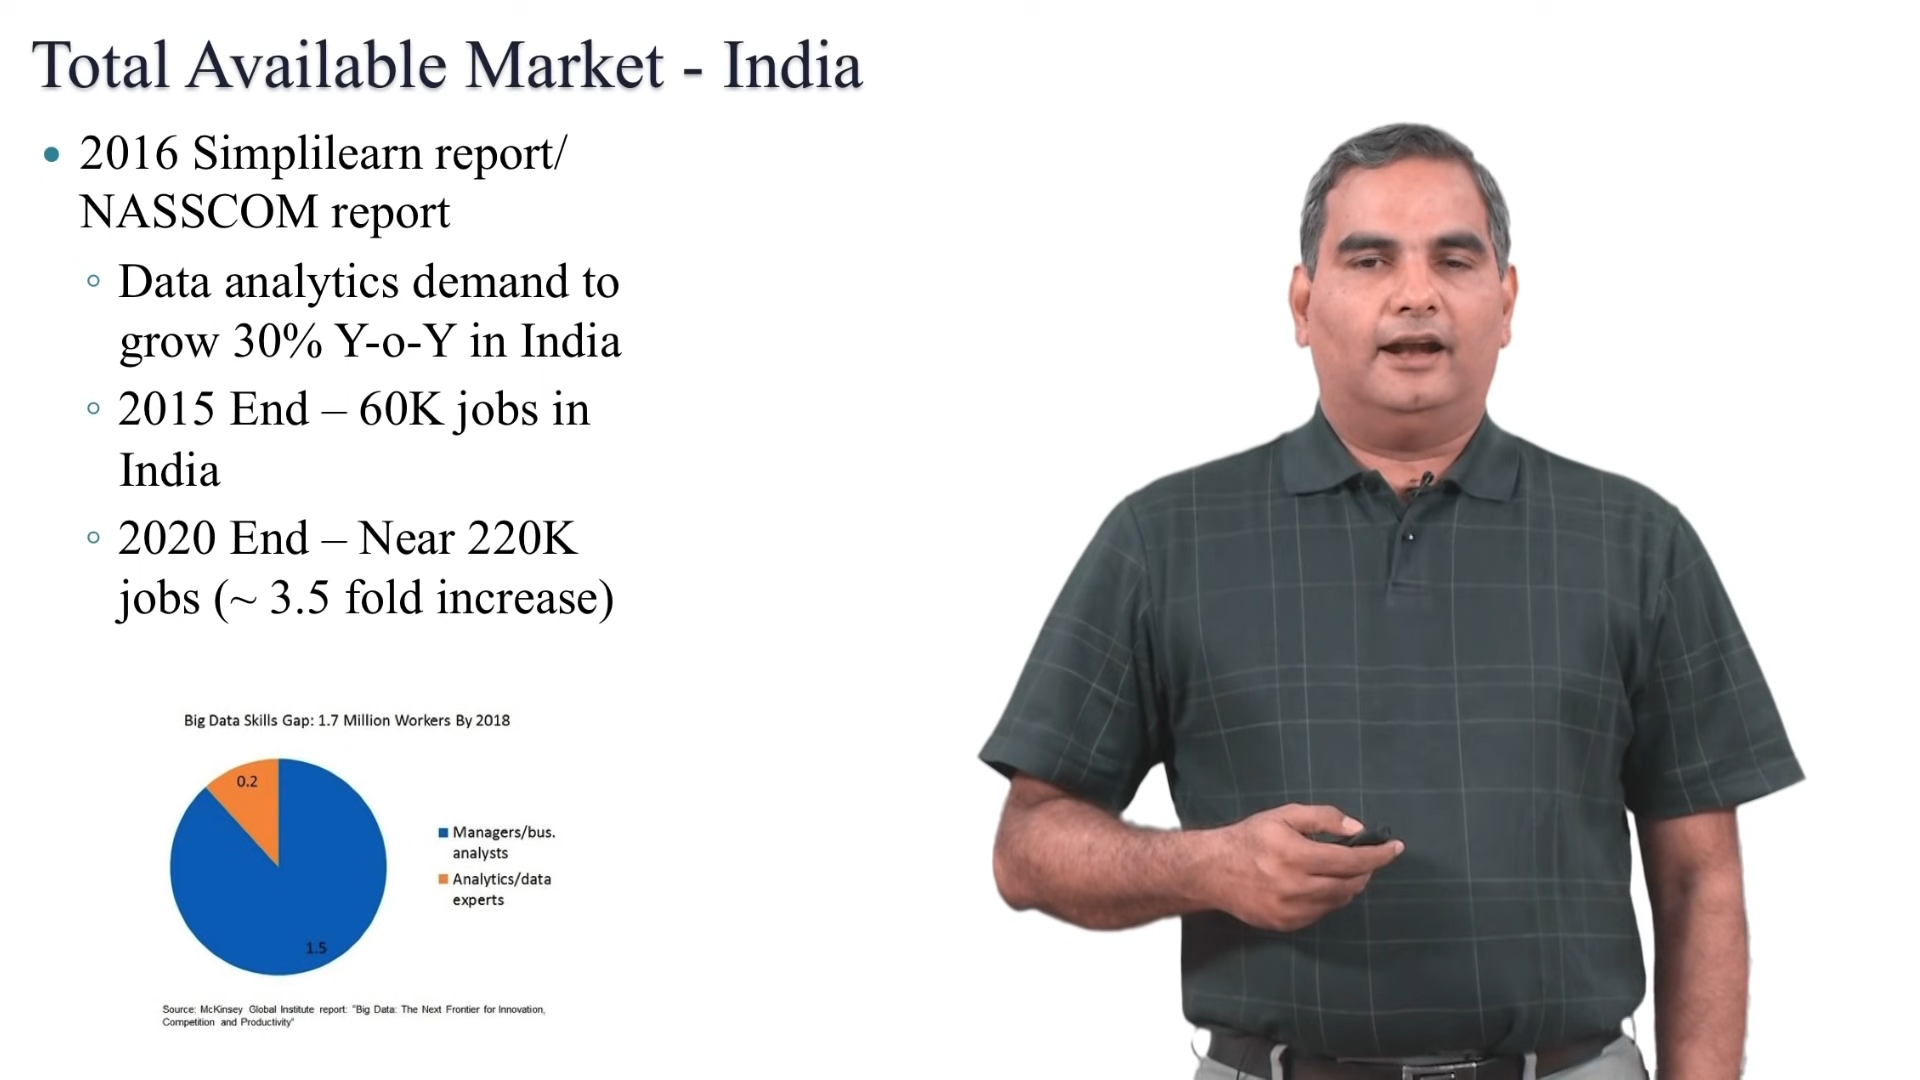 Total Available Market - India
• 2016 Simplilearn report/
NASSCOM report
◦ Data analytics demand to
grow 30% Y-o-Y in India
◦ 2015 End – 60K jobs in
India
◦ 2020 End – Near 220K
jobs (~ 3.5 fold increase)
Big Data Skills Gap: 1.7 Million Workers By 2018
0.2
1.5
Managers/bus.
analysts
Analytics/data
experts
Source: McKinsey Global Institute report: "Big Data: The Next Frontier for Innovation,
Competition and Productivity"